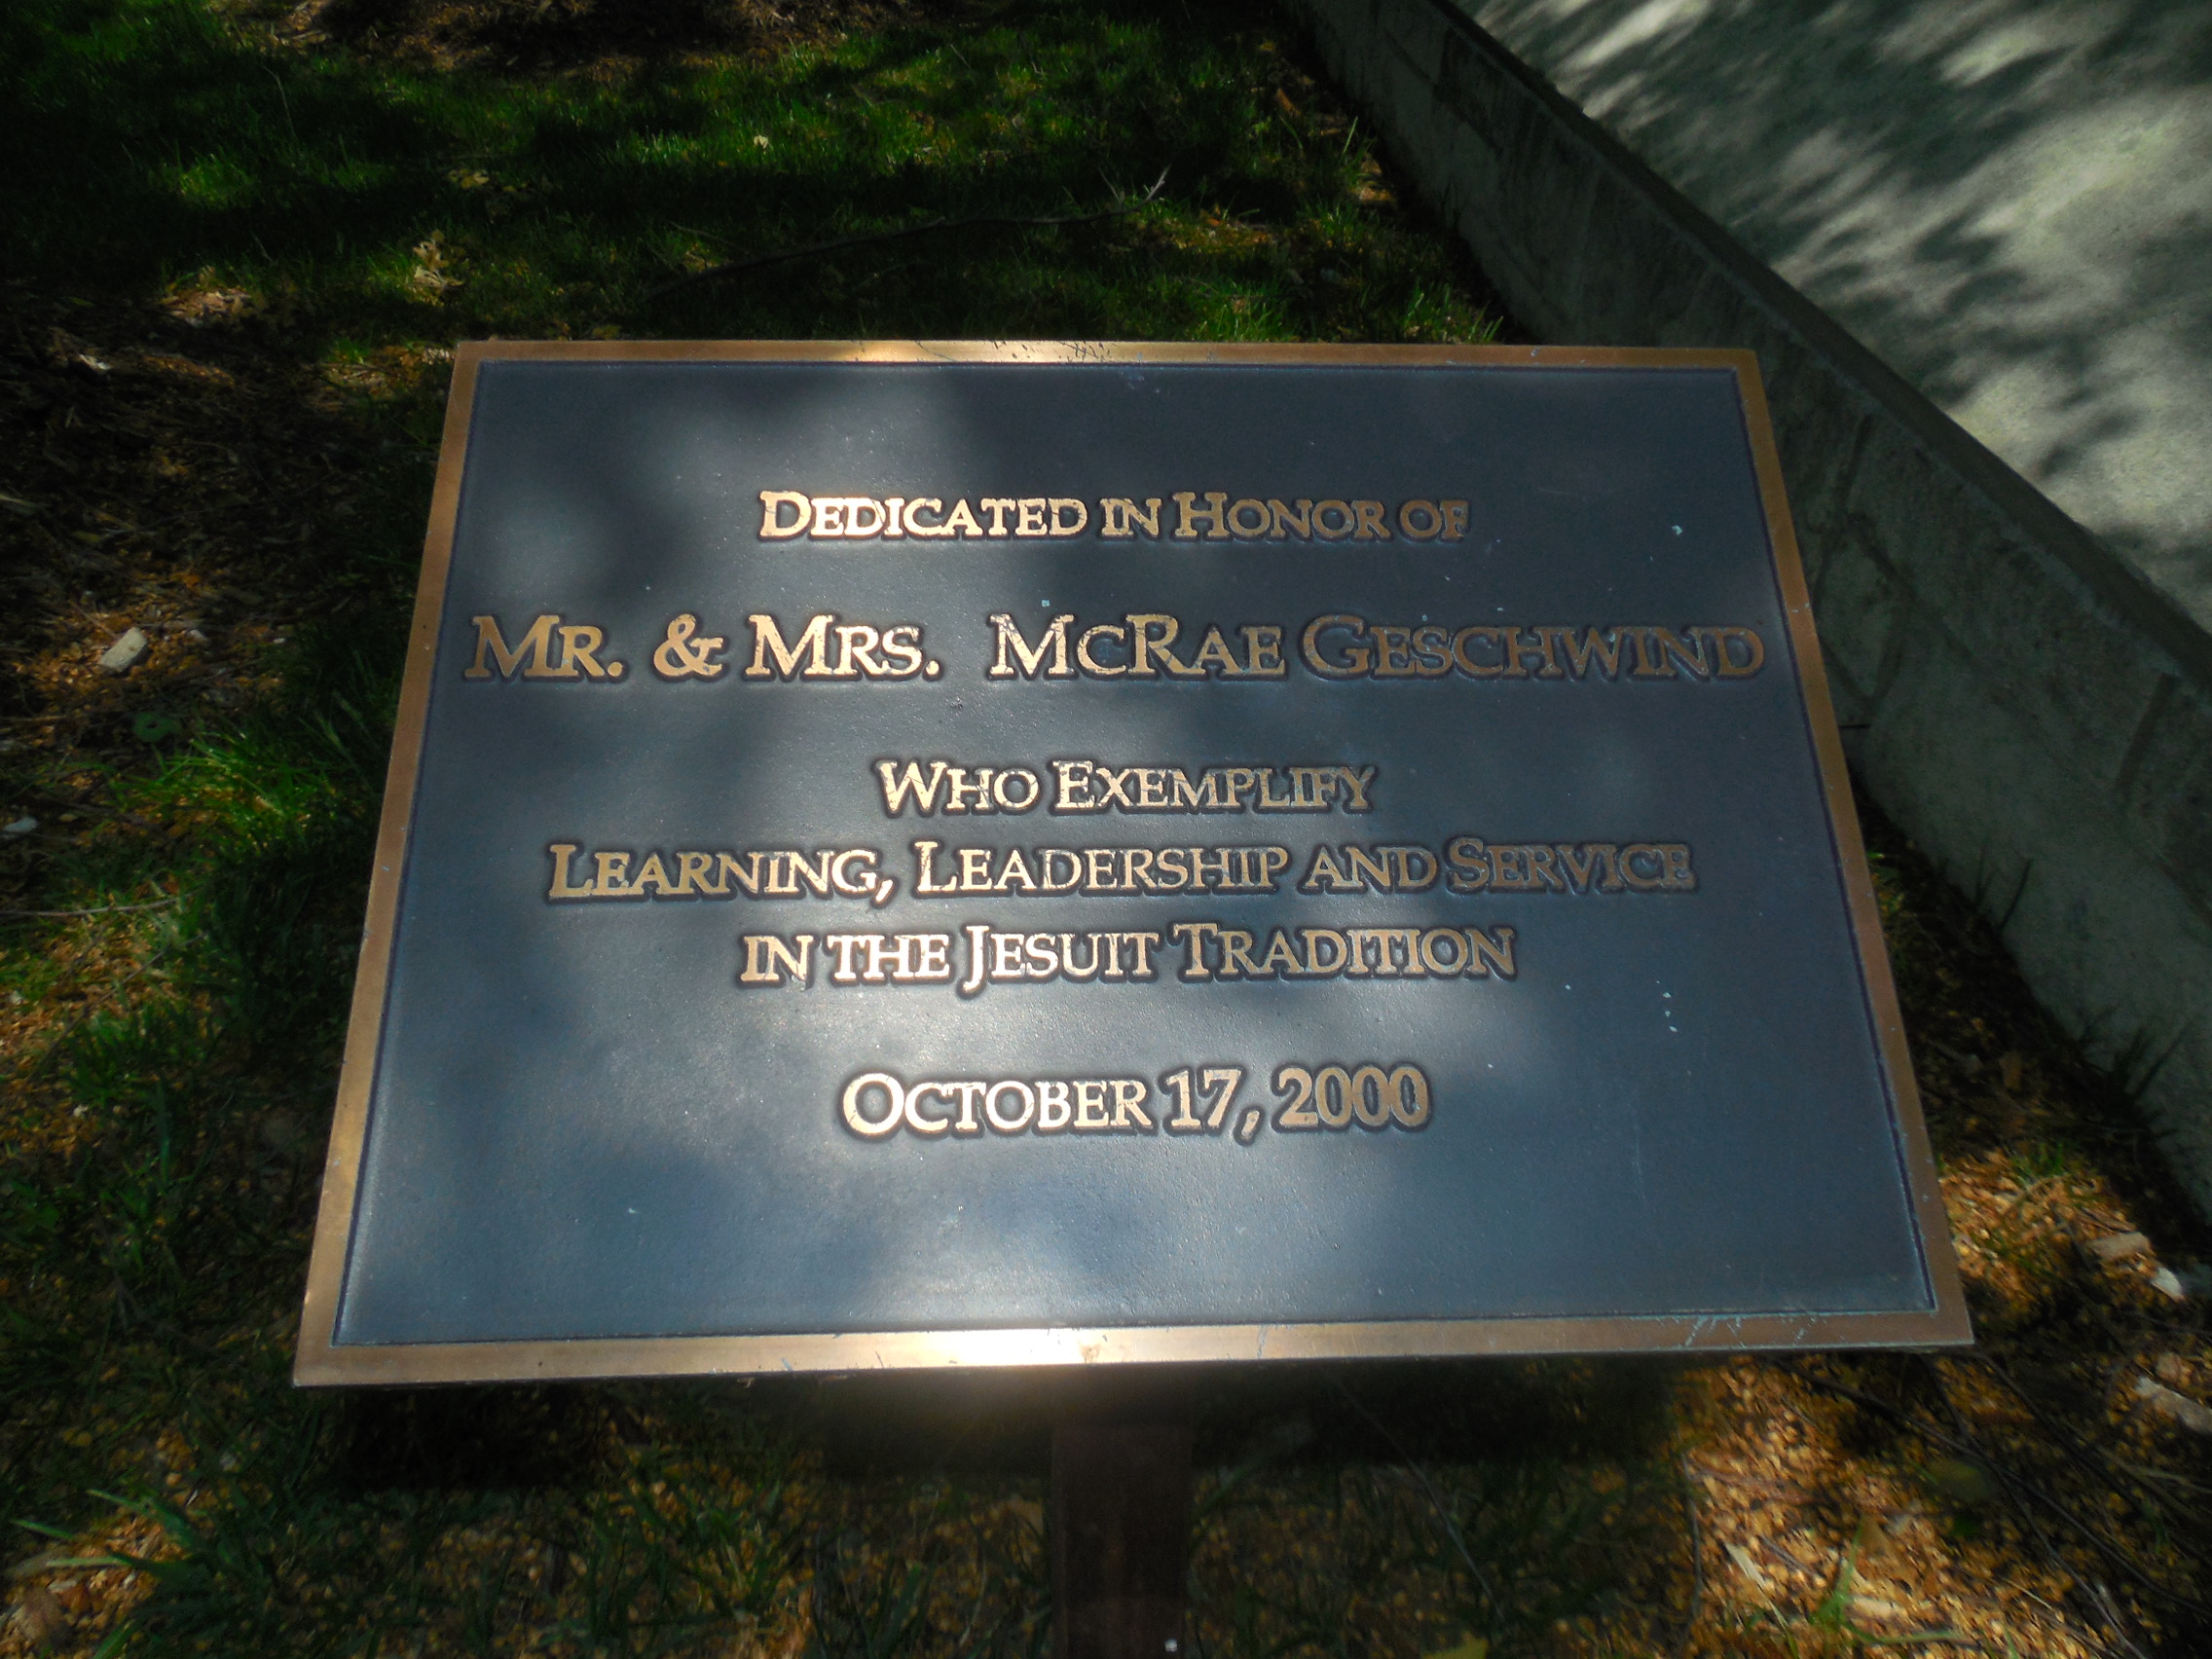 Dedicated in Honor of
Mr. & Mrs. McRae Geschwind
Who Exemplify
Learning, Leadership and Service
in the Jesuit Tradition
October 17, 2000